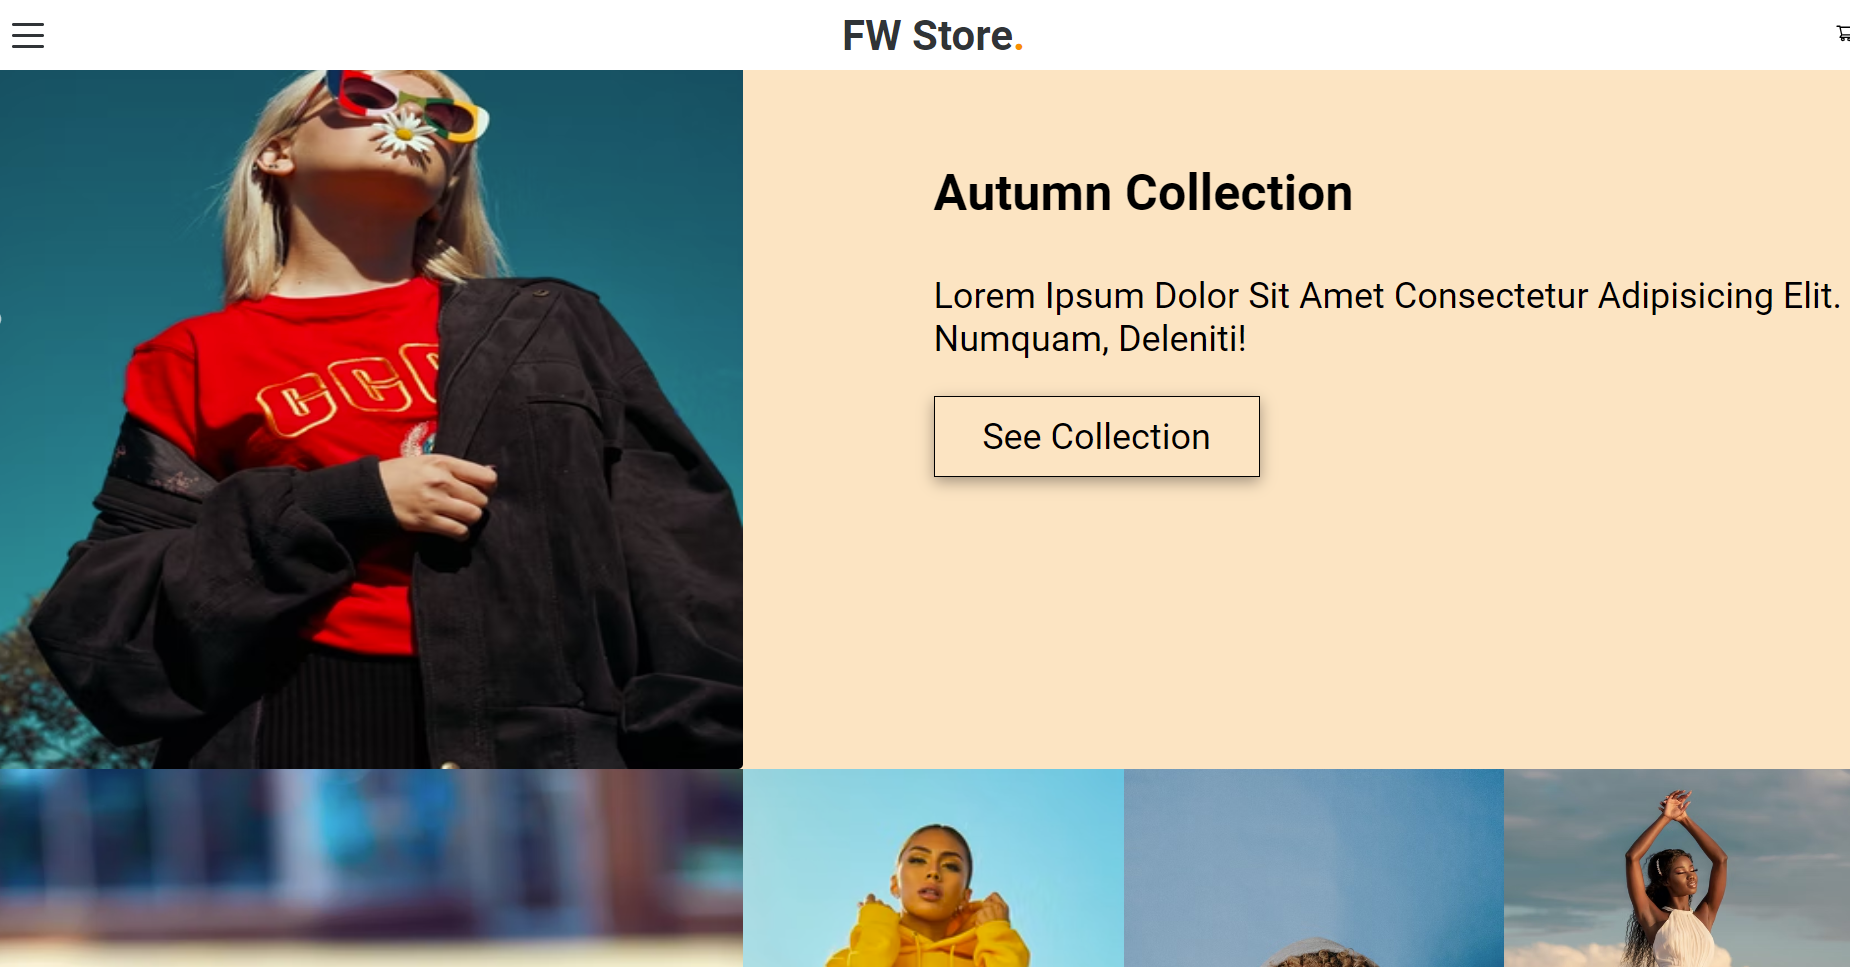 FW Store.
Autumn Collection
Lorem Ipsum Dolor Sit Amet Consectetur Adipisicing Elit.
Numquam, Deleniti!
See Collection